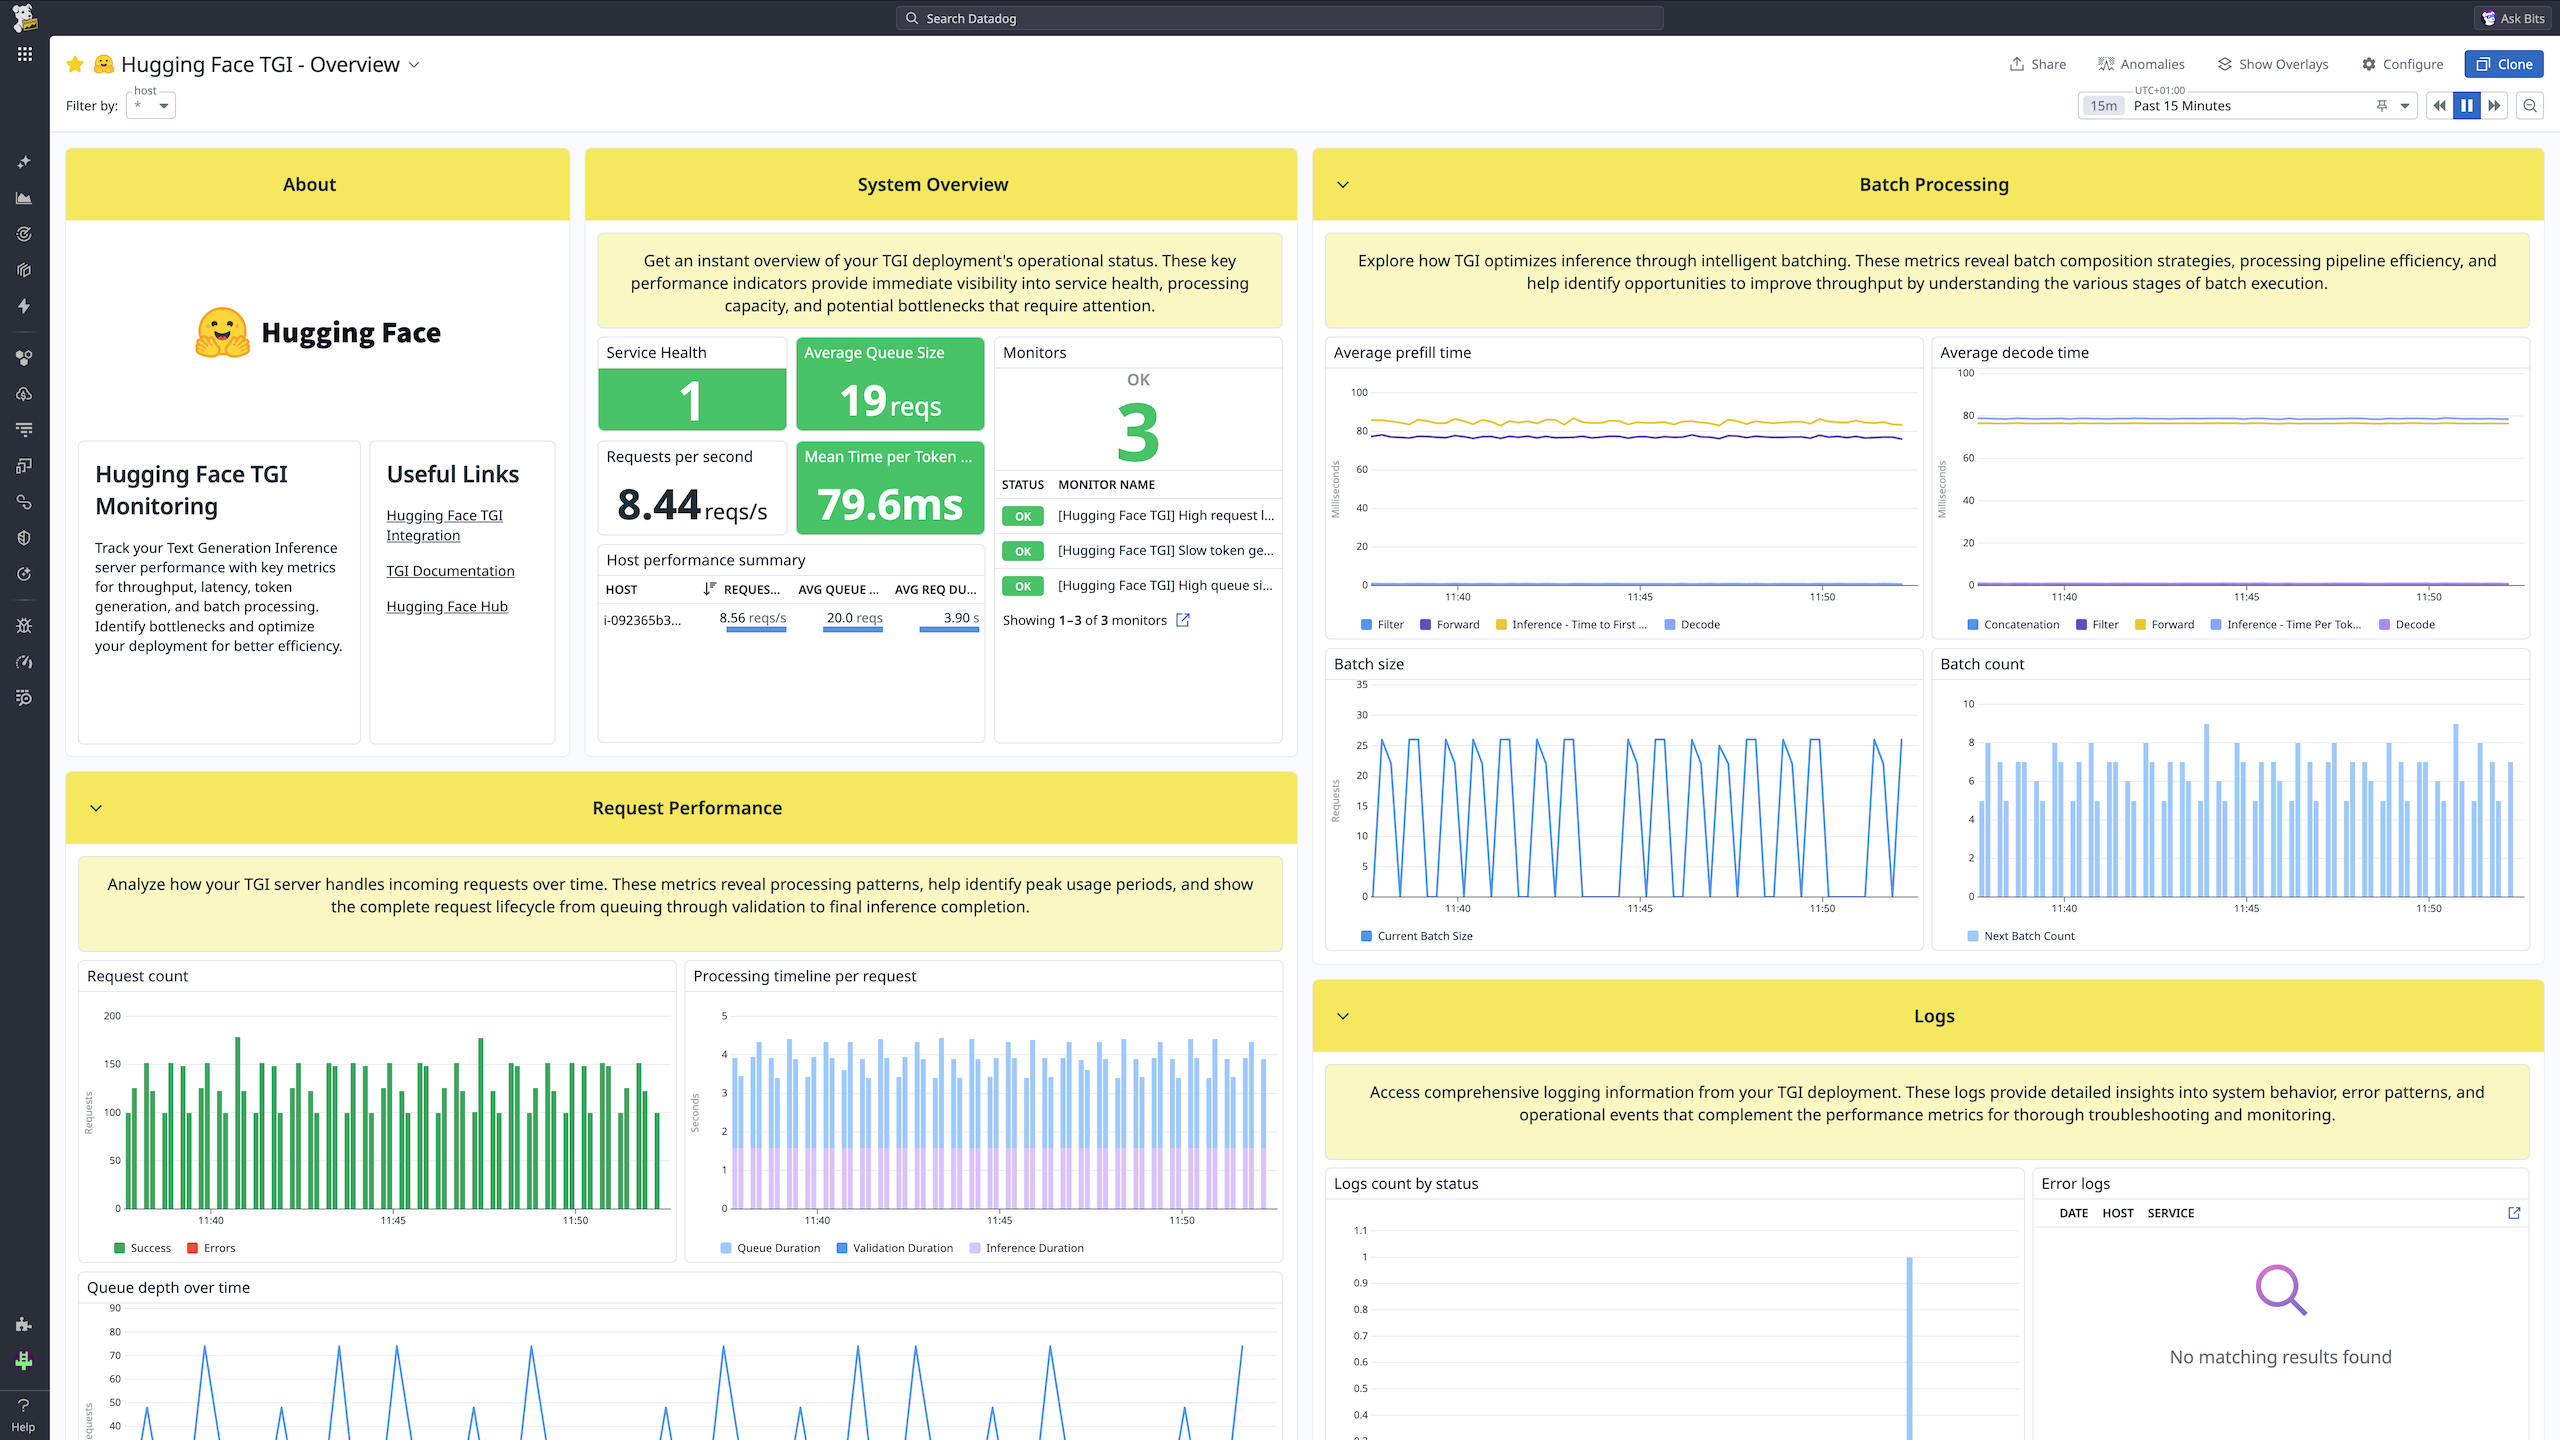 Search Datadog
Ask Bits
Hugging Face TGI - Overview
Share
Anomalies
Show Overlays
Configure
Clone
Filter by:
host
*
UTC+01:00
15m
Past 15 Minutes
About
Hugging Face
Hugging Face TGI
Monitoring
Track your Text Generation Inference
server performance with key metrics
for throughput, latency, token
generation, and batch processing.
Identify bottlenecks and optimize
your deployment for better efficiency.
Useful Links
Hugging Face TGI
Integration
TGI Documentation
Hugging Face Hub
System Overview
Get an instant overview of your TGI deployment's operational status. These key
performance indicators provide immediate visibility into service health, processing
capacity, and potential bottlenecks that require attention.
Service Health
1
Average Queue Size
19 reqs
Requests per second
8.44 reqs/s
Mean Time per Token ...
79.6ms
Monitors
OK
3
STATUS MONITOR NAME
OK [Hugging Face TGI] High request l...
OK [Hugging Face TGI] Slow token ge...
OK [Hugging Face TGI] High queue si...
Showing 1–3 of 3 monitors
Host performance summary
HOST REQUES... AVG QUEUE ... AVG REQ DU...
i-092365b3... 8.56 reqs/s 20.0 reqs 3.90 s
Batch Processing
Explore how TGI optimizes inference through intelligent batching. These metrics reveal batch composition strategies, processing pipeline efficiency, and
help identify opportunities to improve throughput by understanding the various stages of batch execution.
Average prefill time
Milliseconds
100
80
60
40
20
0
11:40 11:45 11:50
Filter Forward Inference - Time to First ... Decode
Average decode time
Milliseconds
100
80
60
40
20
0
11:40 11:45 11:50
Concatenation Filter Forward Inference - Time Per Tok... Decode
Batch size
Requests
35
30
25
20
15
10
5
0
11:40 11:45 11:50
Current Batch Size
Batch count
10
8
6
4
2
0
11:40 11:45 11:50
Next Batch Count
Request Performance
Analyze how your TGI server handles incoming requests over time. These metrics reveal processing patterns, help identify peak usage periods, and show
the complete request lifecycle from queuing through validation to final inference completion.
Request count
Requests
200
150
100
50
0
11:40 11:45 11:50
Success Errors
Processing timeline per request
Seconds
5
4
3
2
1
0
11:40 11:45 11:50
Queue Duration Validation Duration Inference Duration
Queue depth over time
90
80
70
60
50
40
Logs
Access comprehensive logging information from your TGI deployment. These logs provide detailed insights into system behavior, error patterns, and
operational events that complement the performance metrics for thorough troubleshooting and monitoring.
Logs count by status
1.1
1
0.9
0.8
0.7
0.6
0.5
0.4
Error logs
DATE HOST SERVICE
No matching results found
Help